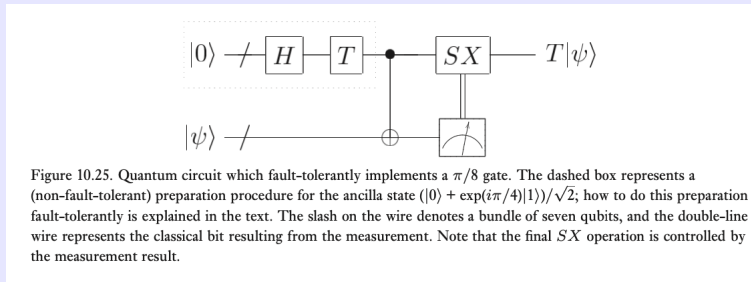 |0⟩ H T SX T|ψ⟩
|ψ⟩
Figure 10.25. Quantum circuit which fault-tolerantly implements a π/8 gate. The dashed box represents a
(non-fault-tolerant) preparation procedure for the ancilla state (|0⟩ + exp(iπ/4)|1⟩)/√2; how to do this preparation
fault-tolerantly is explained in the text. The slash on the wire denotes a bundle of seven qubits, and the double-line
wire represents the classical bit resulting from the measurement. Note that the final SX operation is controlled by
the measurement result.